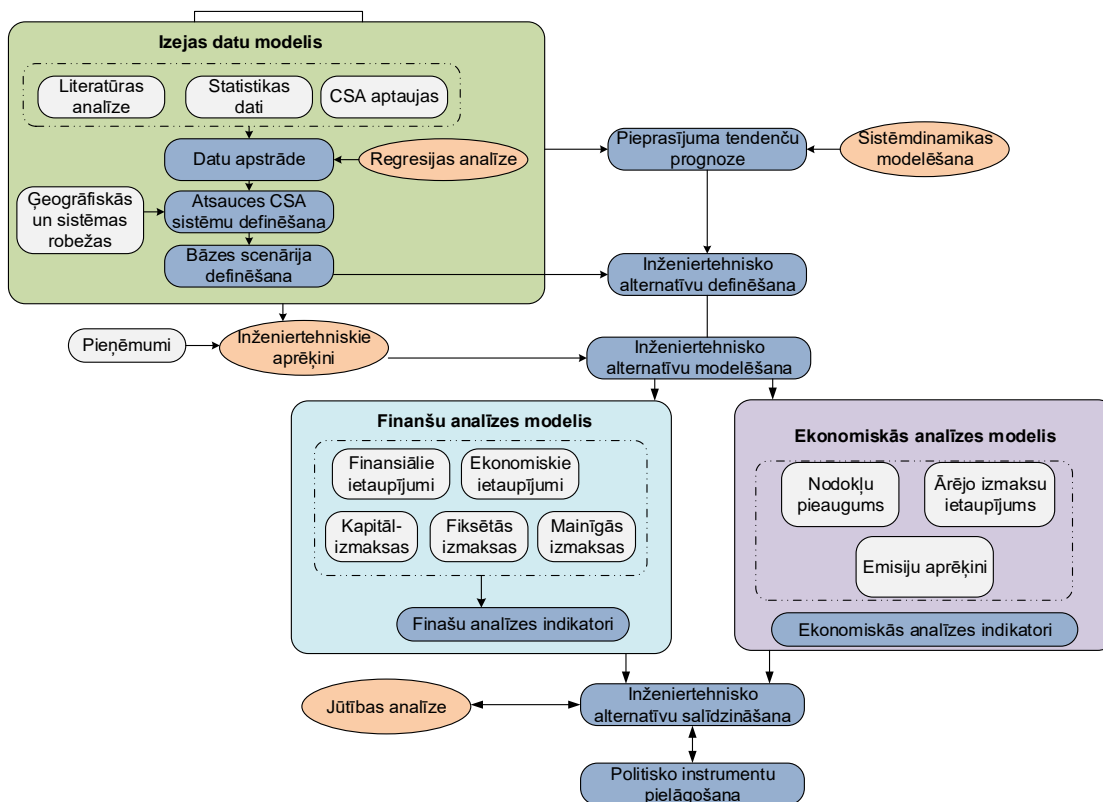 Izejas datu modelis
Literatūras
analīze
Statistikas
dati
CSA aptaujas
Datu apstrāde
Regresijas analīze
Pieprasījuma tendenču
prognoze
Sistēmdinamikas
modelēšana
Ģeogrāfiskās
un sistēmas
robežas
Atsauces CSA
sistēmu definēšana
Bāzes scenārija
definēšana
Inženiertehnisko
alternatīvu definēšana
Pieņēmumi
Inženiertehniskie
aprēķini
Inženiertehnisko
alternatīvu modelēšana
Finanšu analīzes modelis
Finansiālie
ietaupījumi
Ekonomiskie
ietaupījumi
Kapitāl-
izmaksas
Fiksētās
izmaksas
Mainīgās
izmaksas
Finašu analīzes indikatori
Ekonomiskās analīzes modelis
Nodokļu
pieaugums
Ārējo izmaksu
ietaupījums
Emisiju aprēķini
Ekonomiskās analīzes indikatori
Jūtības
analīze
Inženiertehnisko
alternatīvu salīdzināšana
Politisko instrumentu
pielāgošana